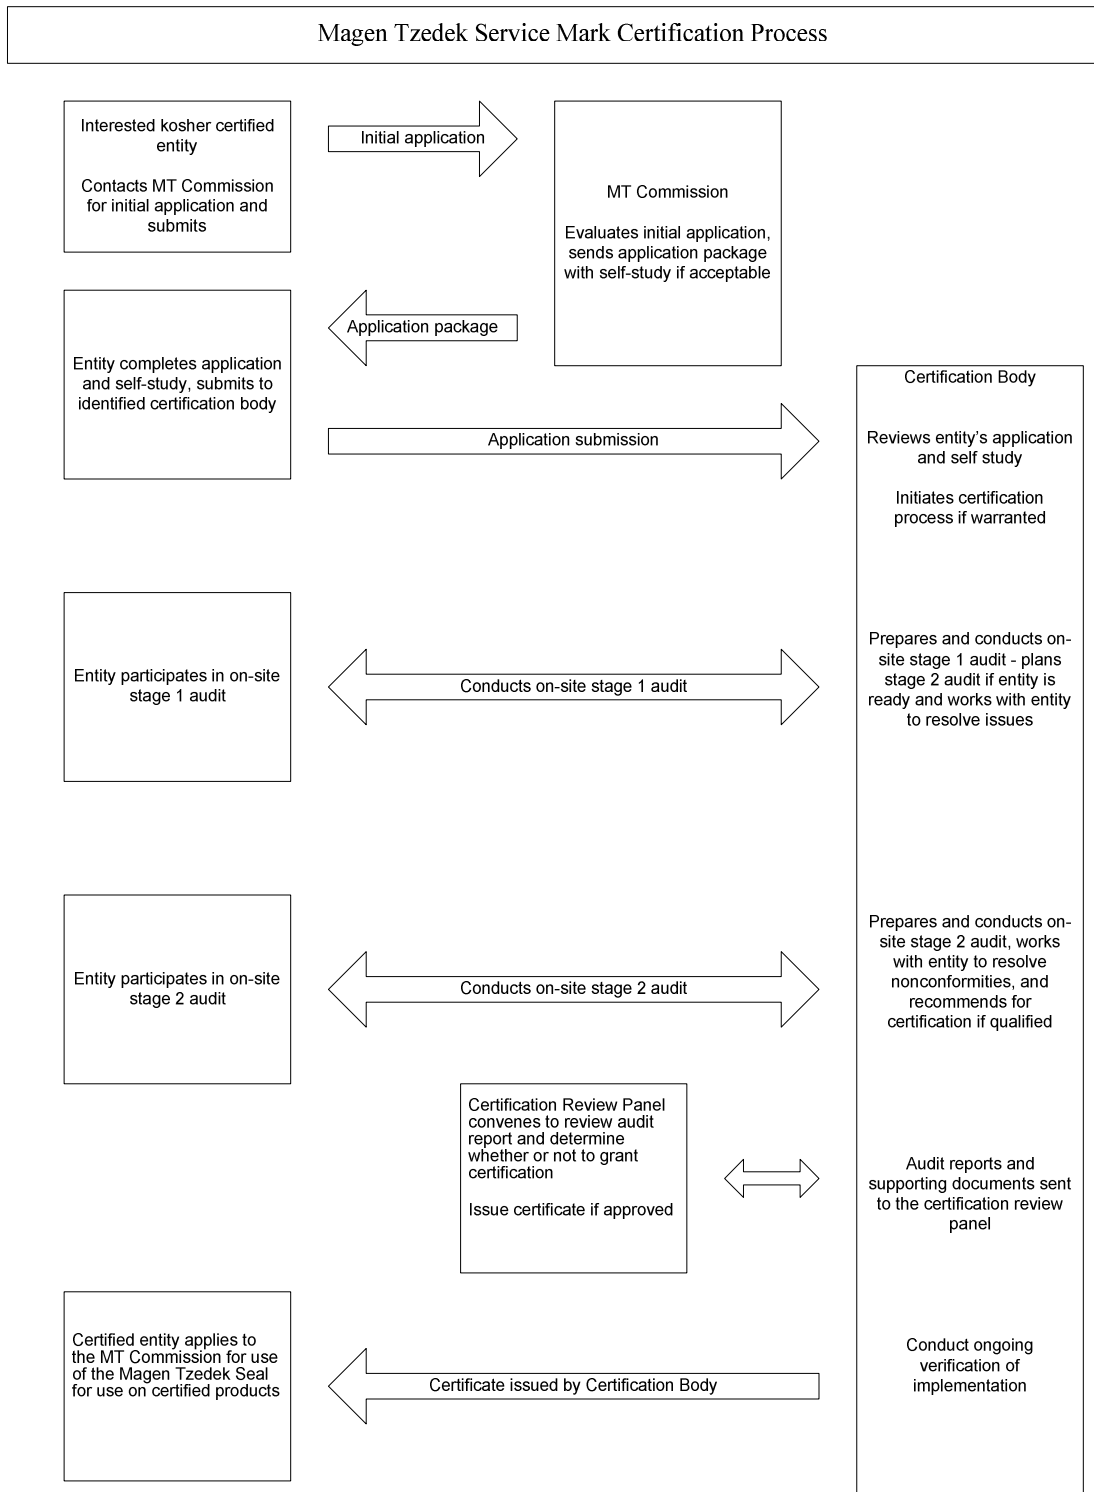 Magen Tzedek Service Mark Certification Process
Interested kosher certified
entity
Contacts MT Commission
for initial application and
submits
Initial application
MT Commission
Evaluates initial application,
sends application package
with self-study if acceptable
Application package
Entity completes application
and self-study, submits to
identified certification body
Application submission
Certification Body
Reviews entity’s application
and self study
Initiates certification
process if warranted
Entity participates in on-site
stage 1 audit
Conducts on-site stage 1 audit
Prepares and conducts on-
site stage 1 audit - plans
stage 2 audit if entity is
ready and works with entity
to resolve issues
Entity participates in on-site
stage 2 audit
Conducts on-site stage 2 audit
Prepares and conducts on-
site stage 2 audit, works
with entity to resolve
nonconformities, and
recommends for
certification if qualified
Certification Review Panel
convenes to review audit
report and determine
whether or not to grant
certification
Issue certificate if approved
Audit reports and
supporting documents sent
to the certification review
panel
Certified entity applies to
the MT Commission for use
of the Magen Tzedek Seal
for use on certified products
Certificate issued by Certification Body
Conduct ongoing
verification of
implementation